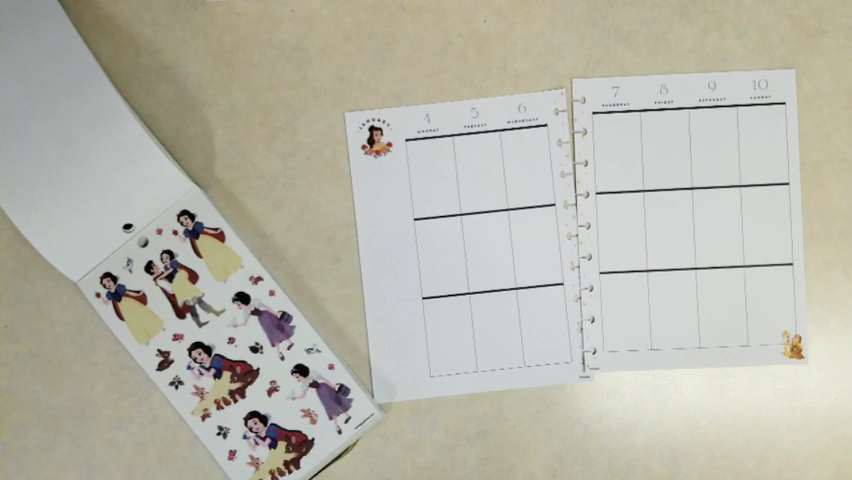 JANUARY
4 5 6
MONDAY TUESDAY WEDNESDAY
7 8 9 10
THURSDAY FRIDAY SATURDAY SUNDAY